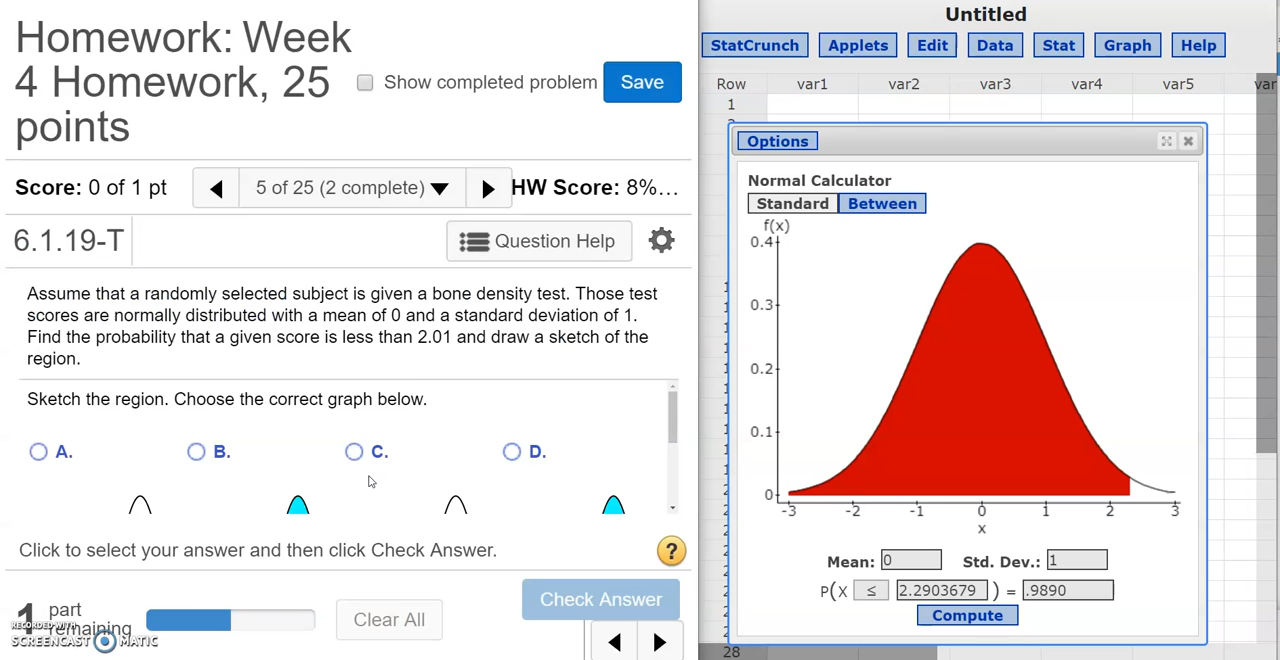 Homework: Week
4 Homework, 25
points
Show completed problem
Save
Score: 0 of 1 pt
5 of 25 (2 complete)
HW Score: 8%...
6.1.19-T
Question Help
Assume that a randomly selected subject is given a bone density test. Those test
scores are normally distributed with a mean of 0 and a standard deviation of 1.
Find the probability that a given score is less than 2.01 and draw a sketch of the
region.
Sketch the region. Choose the correct graph below.
A.
B.
C.
D.
Click to select your answer and then click Check Answer.
?
1 part
remaining
Clear All
Check Answer
RECORDED WITH
SCREENCAST MATIC
Untitled
StatCrunch
Applets
Edit
Data
Stat
Graph
Help
Row var1 var2 var3 var4 var5 var
1
Options
Normal Calculator
Standard Between
f(x)
0.4
0.3
0.2
0.1
0
-3 -2 -1 0 1 2 3
x
Mean: 0 Std. Dev.: 1
P(X ≤ 2.2903679 ) = .9890
Compute
28